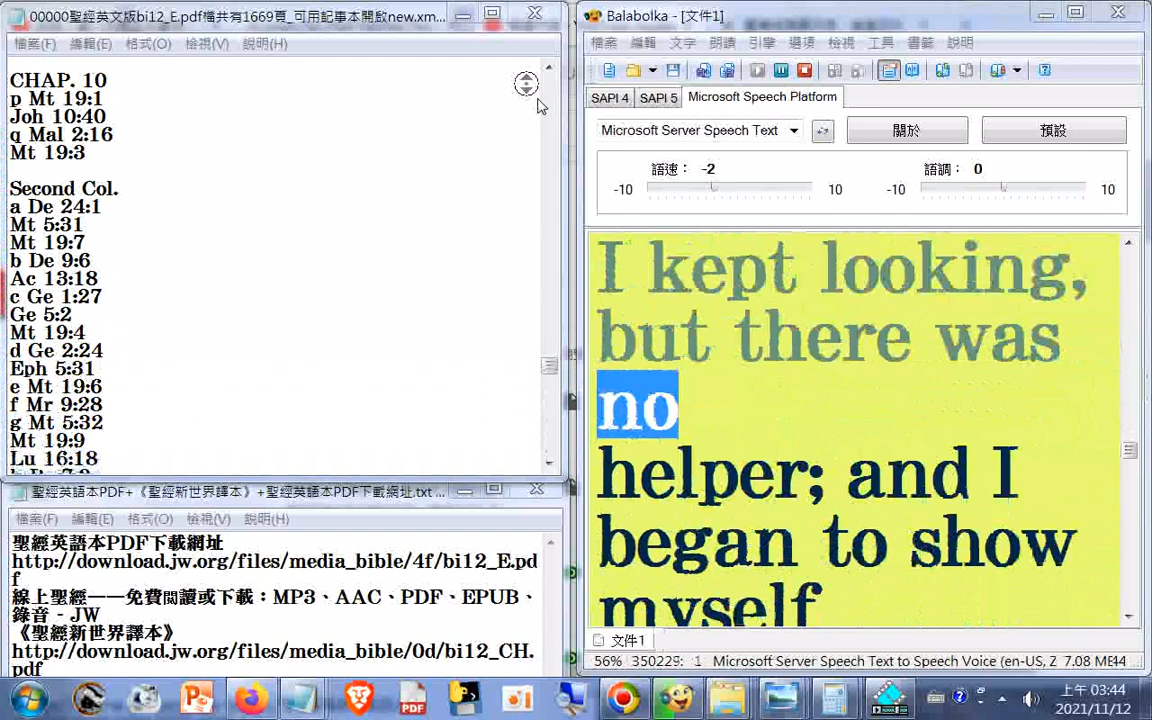 00000聖經英文版bi12_E.pdf檔共有1669頁_可用記事本開啟new.xm...
檔案(F) 編輯(E) 格式(O) 檢視(V) 說明(H)
CHAP. 10
p Mt 19:1
Joh 10:40
q Mal 2:16
Mt 19:3
Second Col.
a De 24:1
Mt 5:31
Mt 19:7
b De 9:6
Ac 13:18
c Ge 1:27
Ge 5:2
Mt 19:4
d Ge 2:24
Eph 5:31
e Mt 19:6
f Mr 9:28
g Mt 5:32
Mt 19:9
Lu 16:18
聖經英語本PDF+《聖經新世界譯本》+聖經英語本PDF下載網址.txt ...
檔案(F) 編輯(E) 格式(O) 檢視(V) 說明(H)
聖經英語本PDF下載網址
http://download.jw.org/files/media_bible/4f/bi12_E.pd
f
線上聖經——免費閱讀或下載：MP3、AAC、PDF、EPUB、
錄音 - JW
《聖經新世界譯本》
http://download.jw.org/files/media_bible/0d/bi12_CH.
pdf
Balabolka - [文件1]
檔案 編輯 文字 朗讀 引擎 選項 檢視 工具 書籤 說明
SAPI 4 SAPI 5 Microsoft Speech Platform
Microsoft Server Speech Text 關於 預設
語速： -2 語調： 0
-10 10 -10 10
I kept looking,
but there was
no
helper; and I
began to show
myself
文件1
56% 350229: 1 Microsoft Server Speech Text to Speech Voice (en-US, Z 7.08 MB44
PDF
上午 03:44
2021/11/12